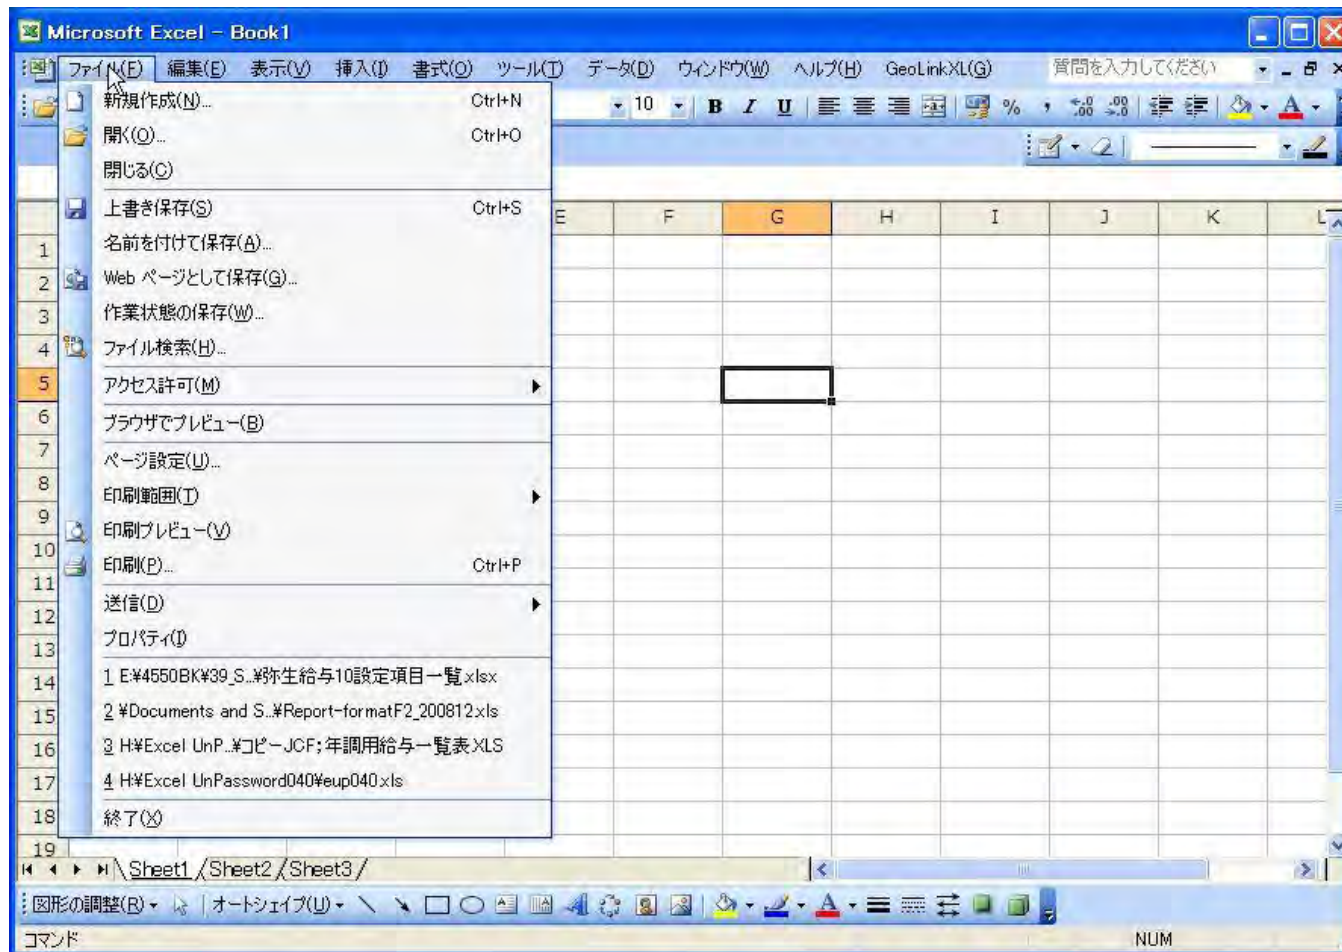 Microsoft Excel - Book1
ファイル(F) 編集(E) 表示(V) 挿入(I) 書式(O) ツール(T) データ(D) ウィンドウ(W) ヘルプ(H) GeoLinkXL(G) 質問を入力してください
新規作成(N)... Ctrl+N
10 B I U % ,
開く(O)... Ctrl+O
閉じる(C)
上書き保存(S) Ctrl+S
E F G H I J K L
名前を付けて保存(A)...
1
Web ページとして保存(G)...
2
作業状態の保存(W)...
3
ファイル検索(H)...
4
アクセス許可(M)
5
ブラウザでプレビュー(B)
6
ページ設定(U)...
7
印刷範囲(T)
8
印刷プレビュー(V)
9
印刷(P)... Ctrl+P
10
11
送信(D)
12
プロパティ(I)
13
1 E:¥4550BK¥39_S..¥弥生給与10設定項目一覧.xlsx
14
2 ¥Documents and S..¥Report-formatF2_200812.xls
15
3 H:¥Excel UnP..¥コピーJCF;年調用給与一覧表.XLS
16
4 H:¥Excel UnPassword040¥eup040.xls
17
終了(X)
18
19
Sheet1 Sheet2 Sheet3
図形の調整(R) オートシェイプ(U) A
コマンド NUM